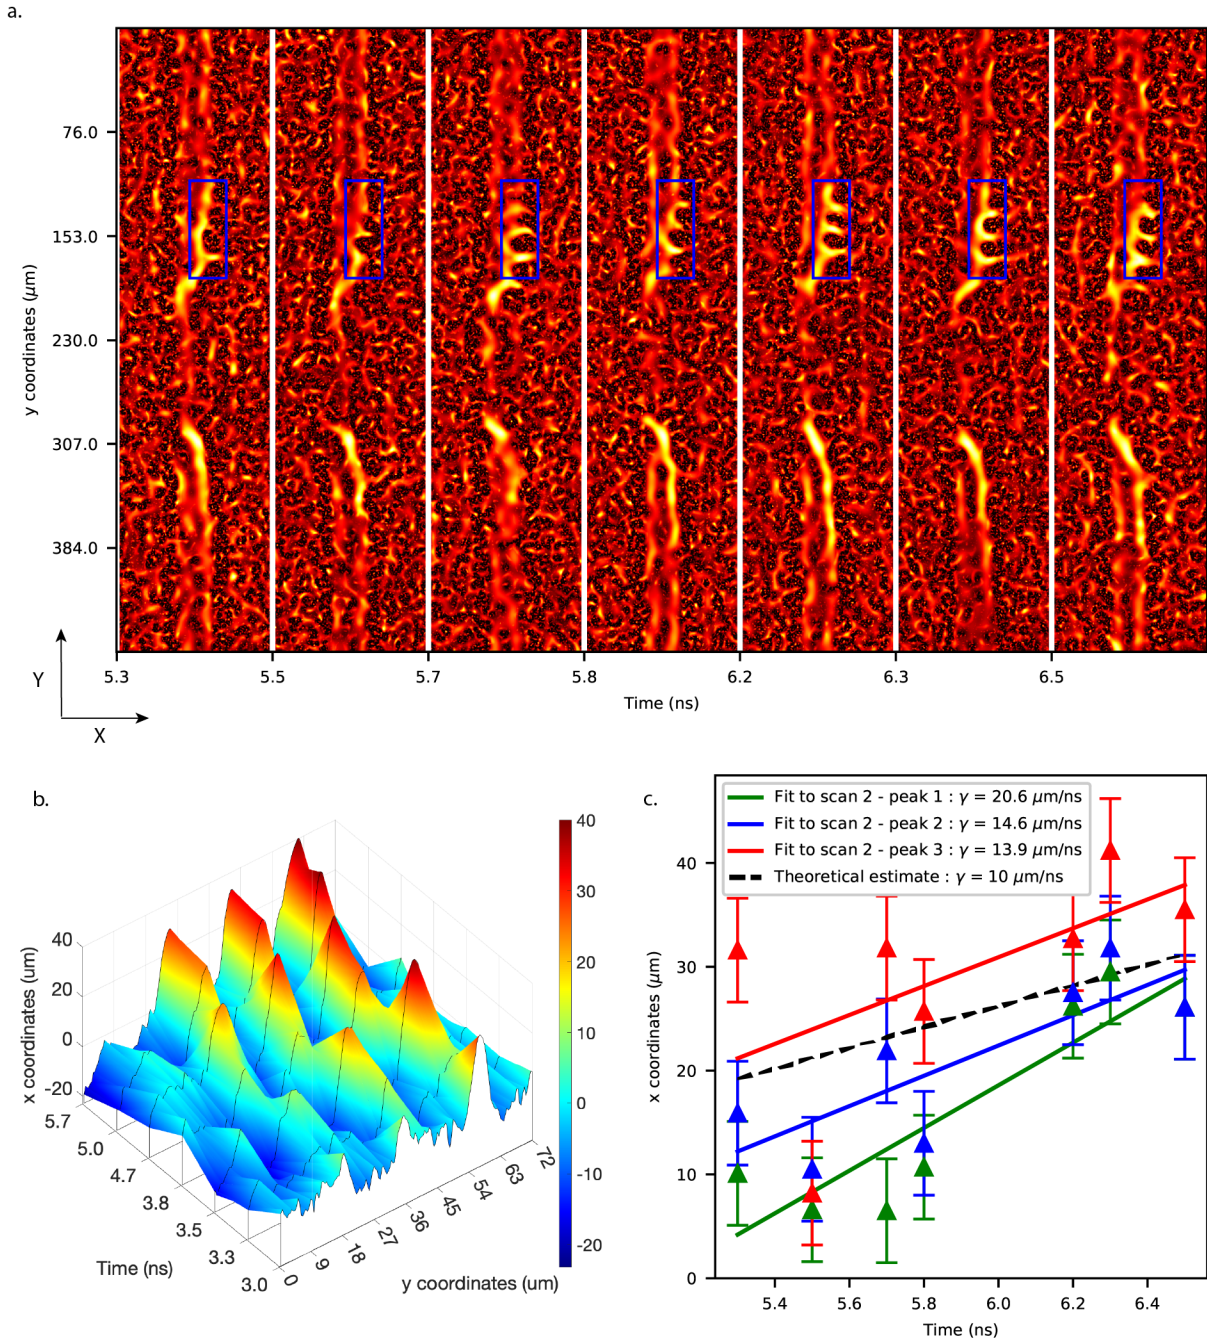 a.
76.0
153.0
230.0
307.0
384.0
y coordinates (μm)
5.3 5.5 5.7 5.8 6.2 6.3 6.5
Time (ns)
Y
X
b.
40
20
0
-20
x coordinates (um)
5.7
5.0
4.7
3.8
3.5
3.3
3.0
Time (ns)
0
9
18
27
36
45
54
63
72
y coordinates (um)
40
30
20
10
0
-10
-20
c.
Fit to scan 2 - peak 1 : γ = 20.6 μm/ns
Fit to scan 2 - peak 2 : γ = 14.6 μm/ns
Fit to scan 2 - peak 3 : γ = 13.9 μm/ns
Theoretical estimate : γ = 10 μm/ns
40
30
20
10
0
x coordinates (μm)
5.4 5.6 5.8 6.0 6.2 6.4
Time (ns)